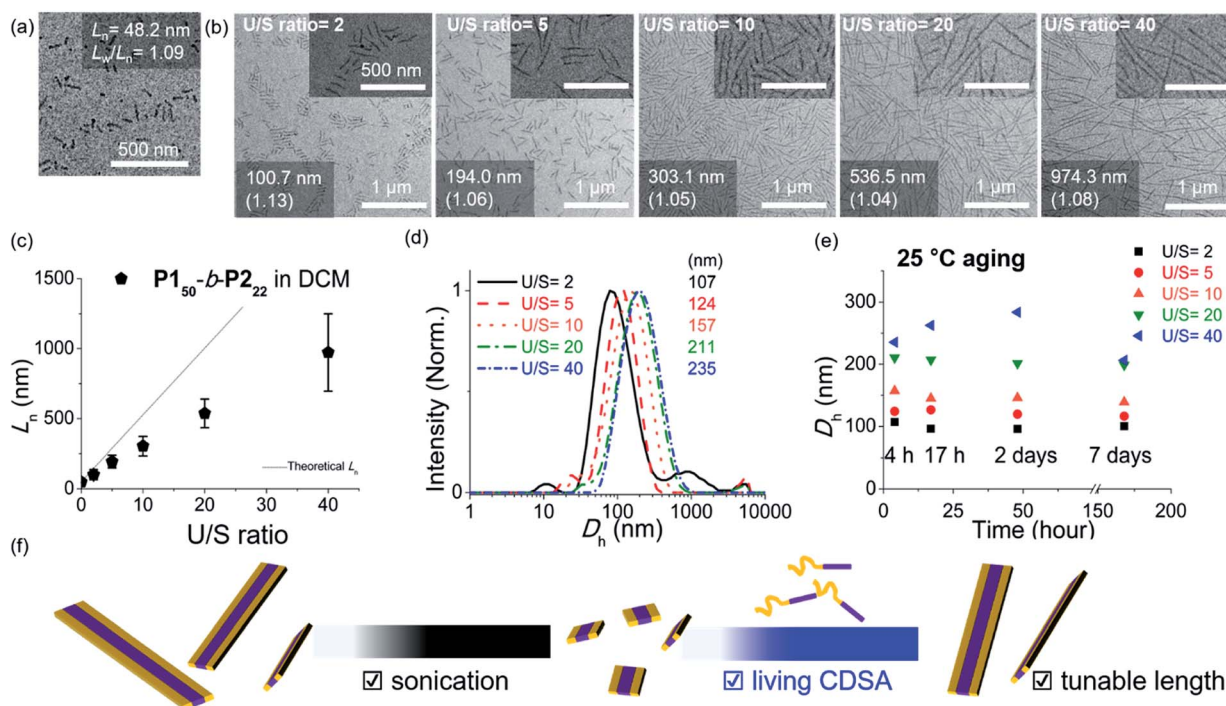 (a)
Ln= 48.2 nm
Lw/Ln= 1.09
500 nm
(b)
U/S ratio= 2
500 nm
100.7 nm
(1.13)
1 µm
U/S ratio= 5
194.0 nm
(1.06)
1 µm
U/S ratio= 10
303.1 nm
(1.05)
1 µm
U/S ratio= 20
536.5 nm
(1.04)
1 µm
U/S ratio= 40
974.3 nm
(1.08)
1 µm
(c)
P1₅₀-b-P2₂₂ in DCM
1500
1000
500
0
Ln (nm)
Theoretical Ln
0 10 20 30 40
U/S ratio
(d)
(nm)
U/S= 2 107
U/S= 5 124
U/S= 10 157
U/S= 20 211
U/S= 40 235
1
0
Intensity (Norm.)
1 10 100 1000 10000
Dh (nm)
(e)
25 °C aging
U/S= 2
U/S= 5
U/S= 10
U/S= 20
U/S= 40
300
250
200
150
100
50
0
Dh (nm)
4 h 17 h 2 days 7 days
0 25 50 150 200
Time (hour)
(f)
☑ sonication
☑ living CDSA
☑ tunable length